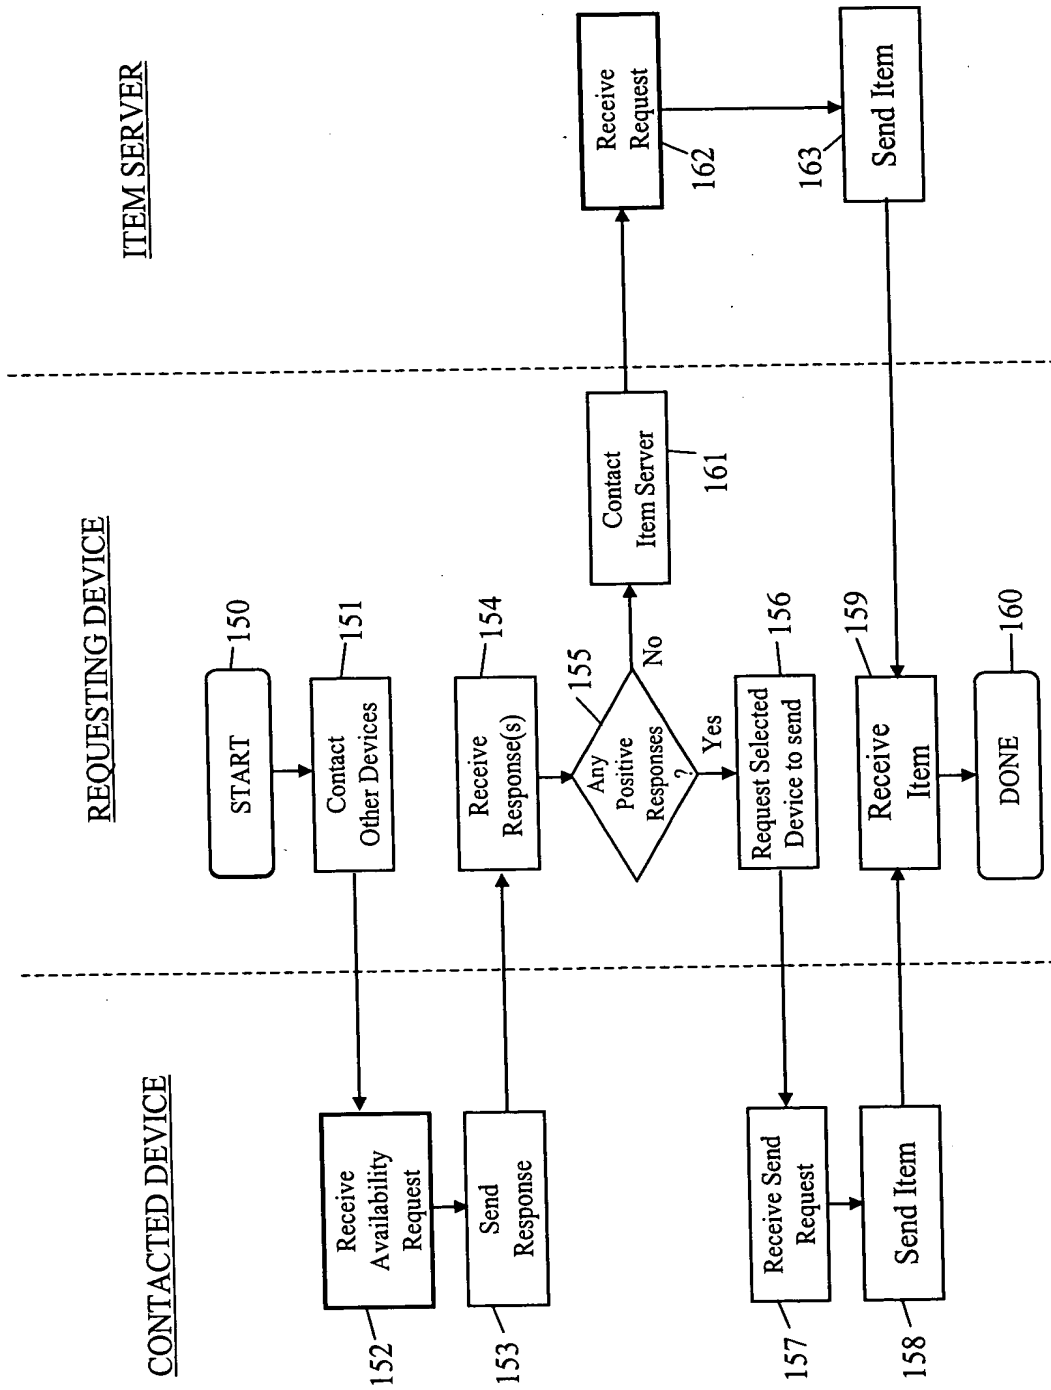 CONTACTED DEVICE
REQUESTING DEVICE
ITEM SERVER
START
150
Contact
Other Devices
151
Receive
Availability
Request
152
Send
Response
153
Receive
Response(s)
154
Any
Positive
Responses
?
155
No
Yes
Contact
Item Server
161
Receive
Request
162
Send Item
163
Request Selected
Device to send
156
Receive Send
Request
157
Send Item
158
Receive
Item
159
DONE
160